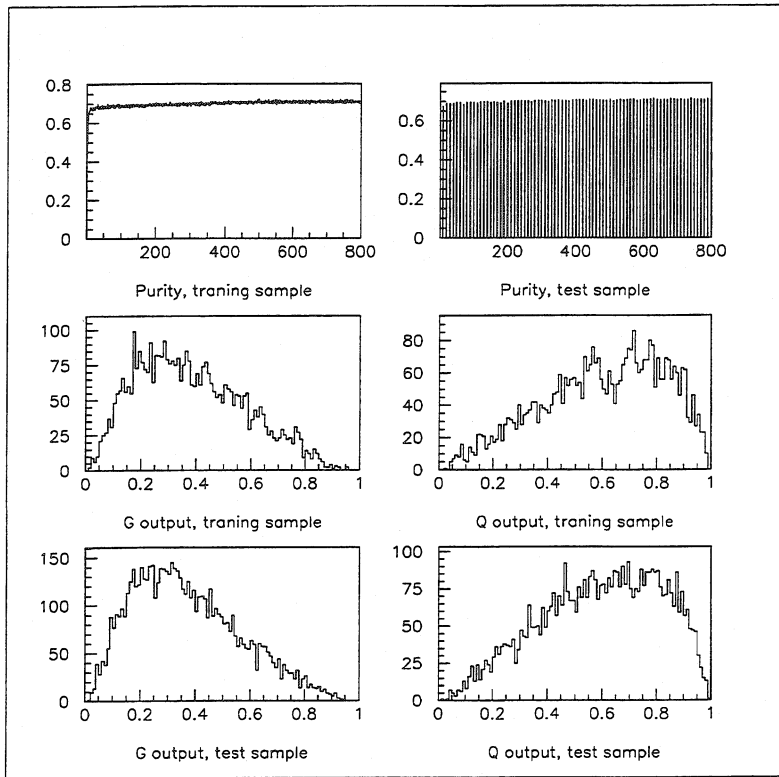 0.8
0.6
0.4
0.2
0
200 400 600 800
Purity, traning sample
0.6
0.4
0.2
0
200 400 600 800
Purity, test sample
100
75
50
25
0
0 0.2 0.4 0.6 0.8 1
G output, traning sample
80
60
40
20
0
0 0.2 0.4 0.6 0.8 1
Q output, traning sample
150
100
50
0
0 0.2 0.4 0.6 0.8 1
G output, test sample
100
75
50
25
0
0 0.2 0.4 0.6 0.8 1
Q output, test sample